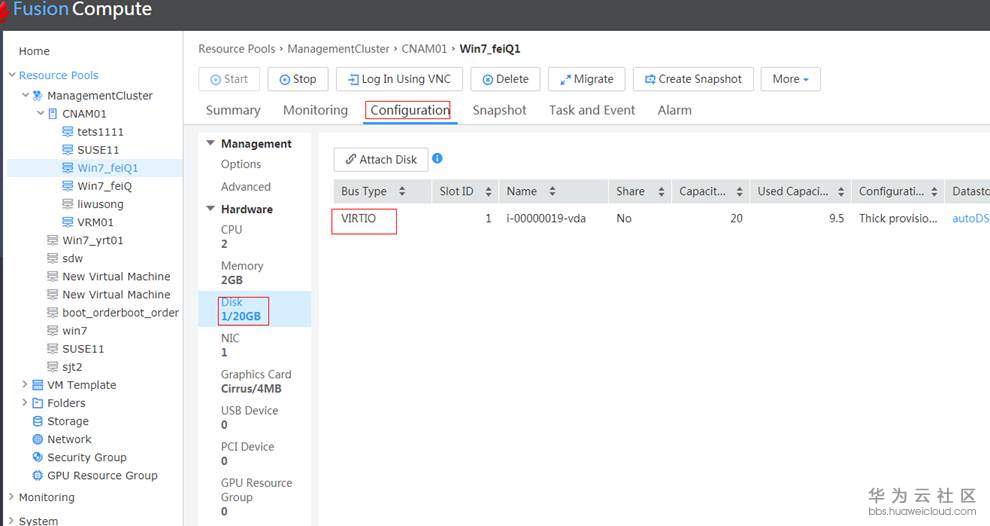 FusionCompute
Home
Resource Pools
ManagementCluster
CNAM01
tets1111
SUSE11
Win7_feiQ1
Win7_feiQ
liwusong
VRM01
Win7_yrt01
sdw
New Virtual Machine
New Virtual Machine
boot_orderboot_order
win7
SUSE11
sjt2
VM Template
Folders
Storage
Network
Security Group
GPU Resource Group
Monitoring
System
Resource Pools › ManagementCluster › CNAM01 › Win7_feiQ1
Start Stop Log In Using VNC Delete Migrate Create Snapshot More
Summary Monitoring Configuration Snapshot Task and Event Alarm
Management
Options
Advanced
Hardware
CPU
2
Memory
2GB
Disk
1/20GB
NIC
1
Graphics Card
Cirrus/4MB
USB Device
0
PCI Device
0
GPU Resource
Group
0
Attach Disk
Bus Type Slot ID Name Share Capacit... Used Capaci... Configurati... Datasto
VIRTIO 1 i-00000019-vda No 20 9.5 Thick provisio... autoDS
华为云社区
bbs.huaweicloud.com